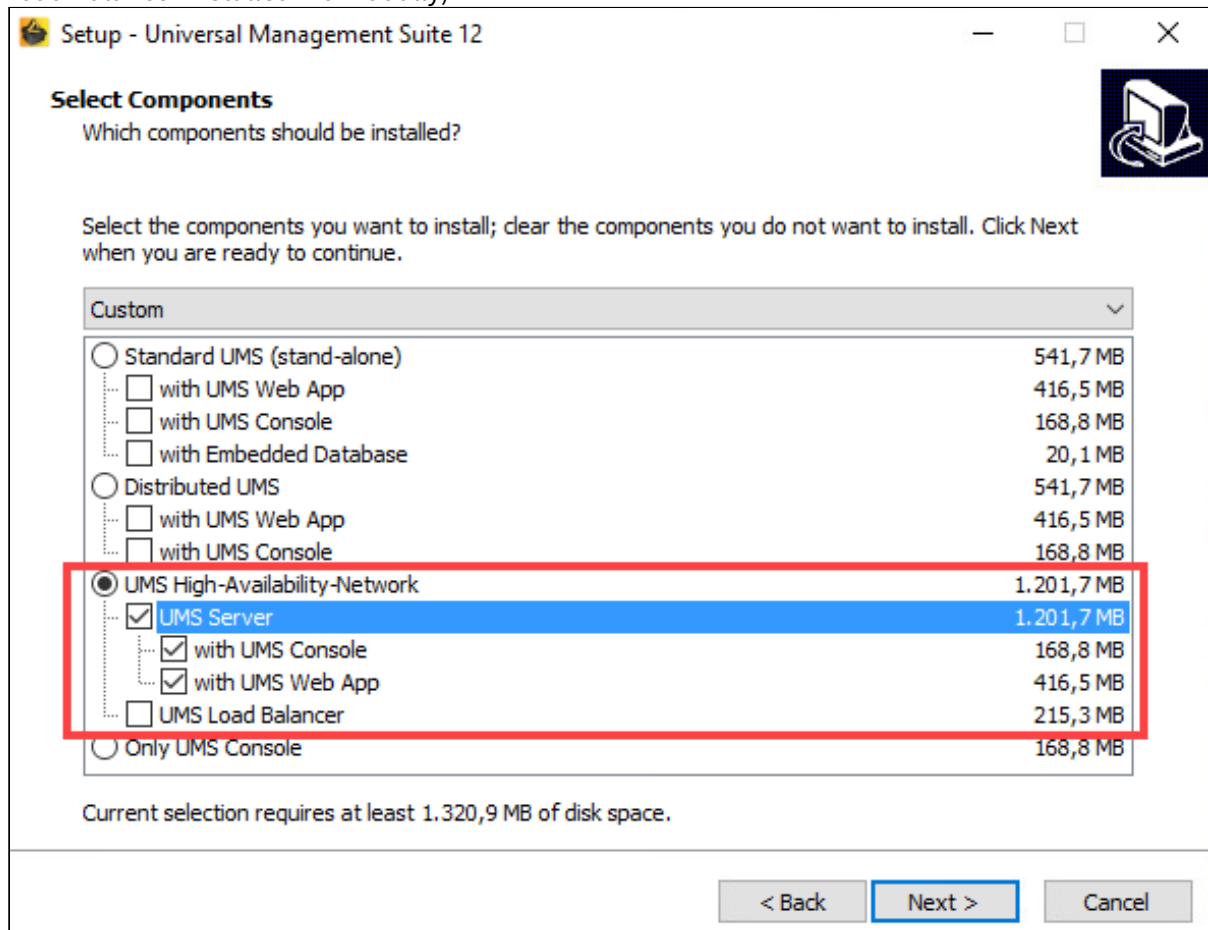 Setup - Universal Management Suite 12
Select Components
Which components should be installed?
Select the components you want to install; clear the components you do not want to install. Click Next
when you are ready to continue.
Custom
Standard UMS (stand-alone) 541,7 MB
with UMS Web App 416,5 MB
with UMS Console 168,8 MB
with Embedded Database 20,1 MB
Distributed UMS 541,7 MB
with UMS Web App 416,5 MB
with UMS Console 168,8 MB
UMS High-Availability-Network 1.201,7 MB
UMS Server 1.201,7 MB
with UMS Console 168,8 MB
with UMS Web App 416,5 MB
UMS Load Balancer 215,3 MB
Only UMS Console 168,8 MB
Current selection requires at least 1.320,9 MB of disk space.
< Back Next > Cancel